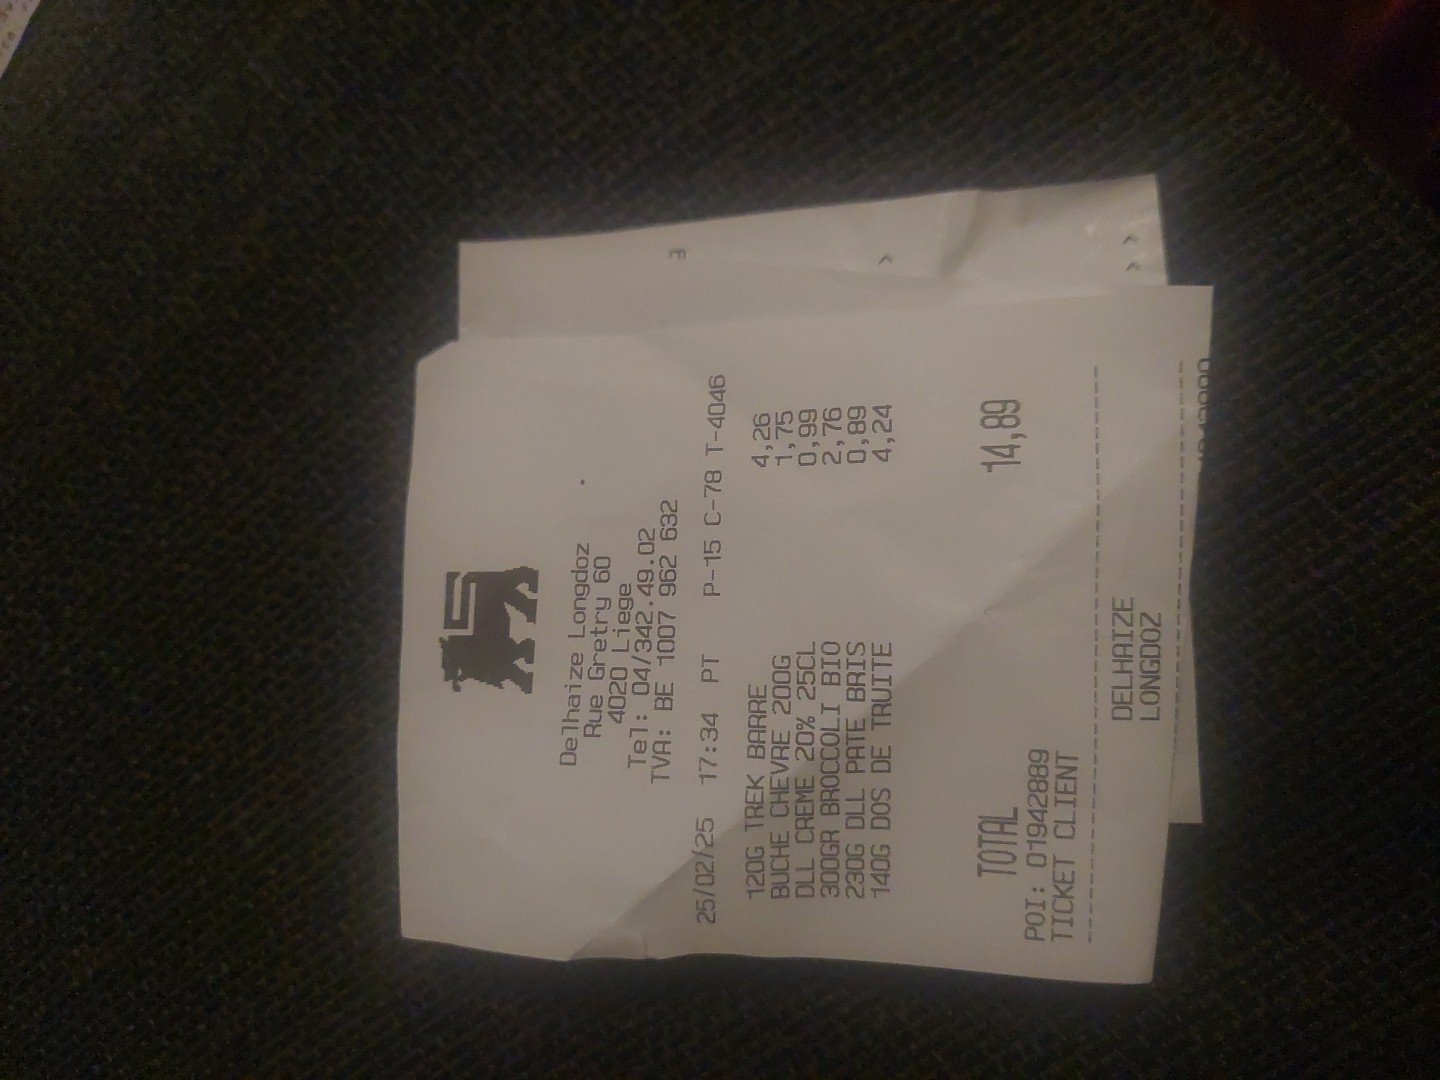 Delhaize Longdoz
Rue Gretry 60
4020 Liege
Tel: 04/342.49.02
TVA: BE 1007 962 632
25/02/25 17:34 PT P-15 C-78 T-4046
120G TREK BARRE 4,26
BUCHE CHEVRE 200G 1,75
DLL CREME 20% 25CL 0,99
300GR BROCCOLI BIO 2,76
230G DLL PATE BRIS 0,89
140G DOS DE TRUITE 4,24
TOTAL 14,89
POI: 01942889
TICKET CLIENT
DELHAIZE
LONGDOZ